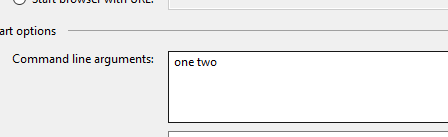 Start browser with URL:
art options
Command line arguments:
one two